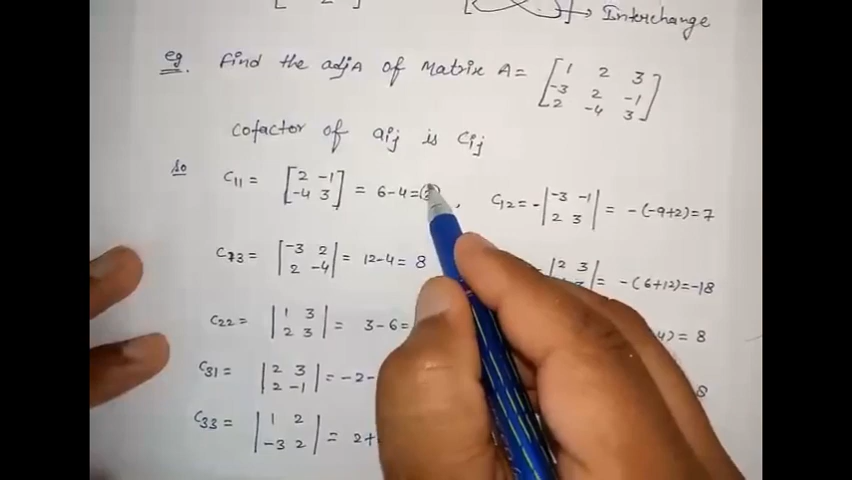 Interchange
eg. Find the adjA of Matrix A = [1 2 3
-3 2 -1
2 -4 3]
Cofactor of aij is Cij
so C11 = [2 -1 -4 3] = 6-4=2, C12 = -|-3 -1 2 3| = -(-9+2)=7
C13 = |-3 2 2 -4| = 12-4= 8
|2 3 = -(6+12)=-18
C22 = |1 3 2 3| = 3-6=
= 8
C31 = |2 3 2 -1| = -2-
8
C33 = |1 2 -3 2| = 2+